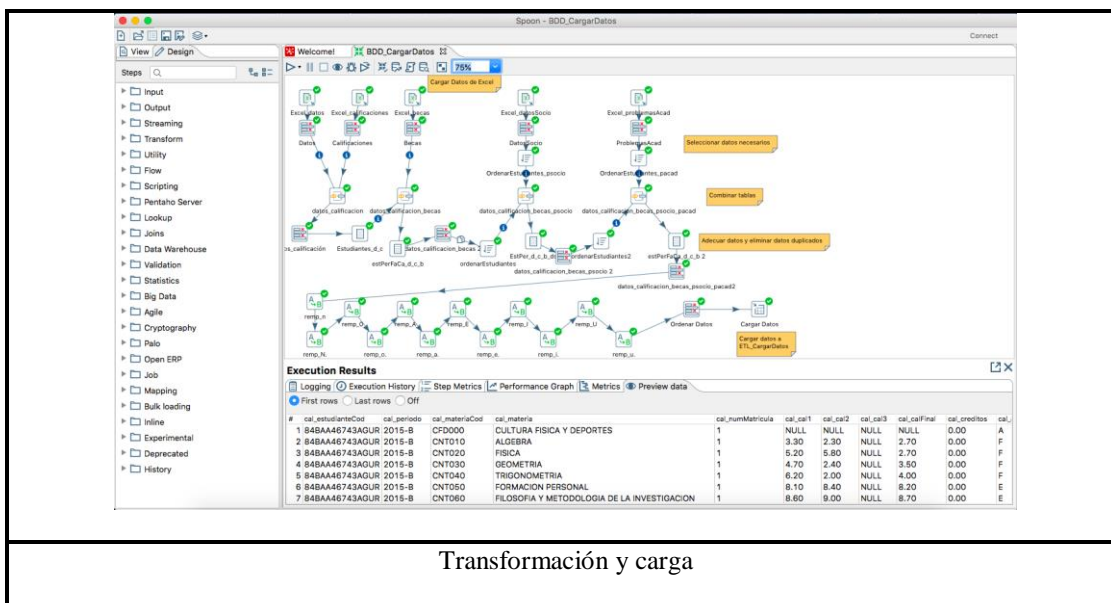 Spoon - BDD_CargarDatos
Connect
View Design
Welcome! BDD_CargarDatos
Steps
75%
Input
Output
Streaming
Transform
Utility
Flow
Scripting
Pentaho Server
Lookup
Joins
Data Warehouse
Validation
Statistics
Big Data
Agile
Cryptography
Palo
Open ERP
Job
Mapping
Bulk loading
Inline
Experimental
Deprecated
History
Cargar Datos de Excel
Excel_datos Excel_calificaciones Excel_becas Excel_datosSocio Excel_problemasAcad
Datos Calificaciones Becas DatosSocio ProblemasAcad
Seleccionar datos necesarios
OrdenarEstudiantes_psocio OrdenarEstudiantes_pacad
Combinar tablas
datos_calificacion datos_calificacion_becas datos_calificacion_becas_psocio datos_calificacion_becas_psocio_pacad
Adecuar datos y eliminar datos duplicados
os_calificación Estudiantes_d_c datos_calificacion_becas 2 ordenarEstudiantes2
estPerFaCa_d_c_b ordenarEstudiantes estPerFaCa_d_c_b 2
datos_calificacion_becas_psocio 2
datos_calificacion_becas_psocio_pacad2
remp_n remp_O remp_A remp_E remp_I remp_U Ordenar Datos Cargar Datos
remp_N. remp_o. remp_a. remp_e. remp_i. remp_u.
Cargar datos a
ETL_CargarDatos
Execution Results
Logging Execution History Step Metrics Performance Graph Metrics Preview data
First rows Last rows Off
# cal_estudianteCod cal_periodo cal_materiaCod cal_materia cal_numMatricula cal_cal1 cal_cal2 cal_cal3 cal_calFinal cal_creditos cal_
1 84BAA46743AGUR 2015-B CFD000 CULTURA FISICA Y DEPORTES 1 NULL NULL NULL NULL 0.00 A
2 84BAA46743AGUR 2015-B CNT010 ALGEBRA 1 3.30 2.30 NULL 2.70 0.00 F
3 84BAA46743AGUR 2015-B CNT020 FISICA 1 5.20 5.80 NULL 2.70 0.00 F
4 84BAA46743AGUR 2015-B CNT030 GEOMETRIA 1 4.70 2.40 NULL 3.50 0.00 F
5 84BAA46743AGUR 2015-B CNT040 TRIGONOMETRIA 1 6.20 2.00 NULL 4.00 0.00 F
6 84BAA46743AGUR 2015-B CNT050 FORMACION PERSONAL 1 8.10 8.40 NULL 8.20 0.00 E
7 84BAA46743AGUR 2015-B CNT060 FILOSOFIA Y METODOLOGIA DE LA INVESTIGACION 1 8.60 9.00 NULL 8.70 0.00 E
Transformación y carga